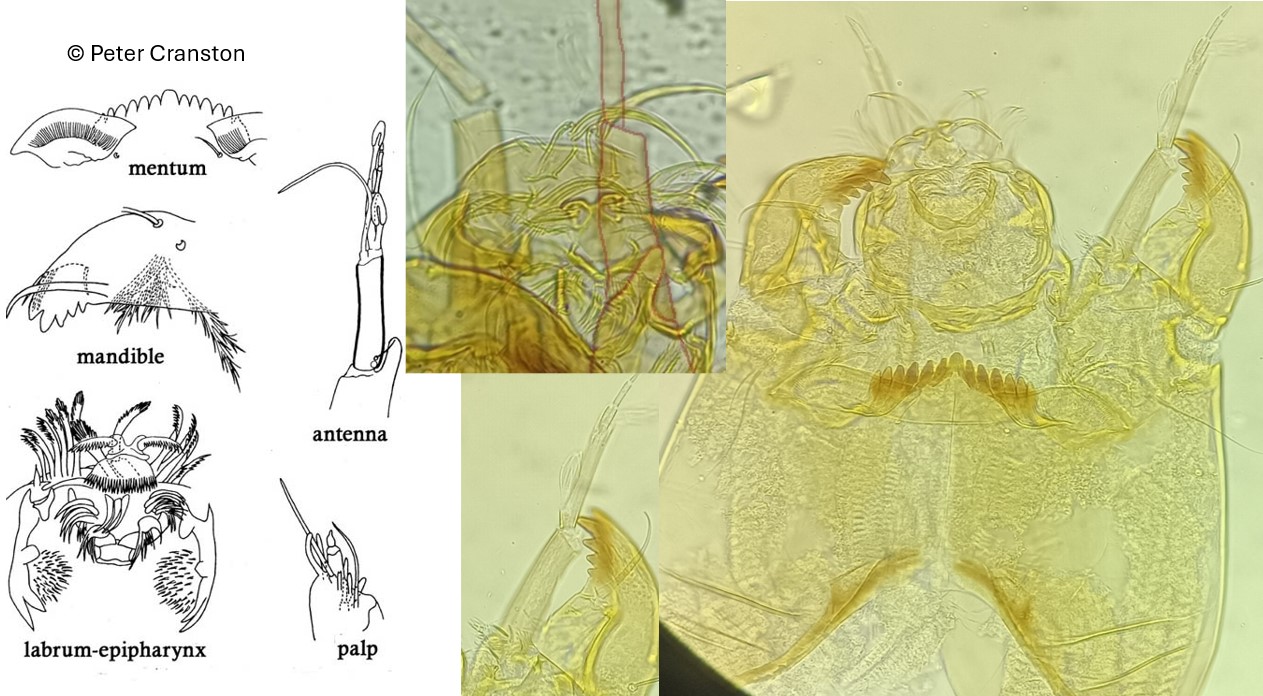 © Peter Cranston
mentum
mandible
antenna
labrum-epipharynx
palp